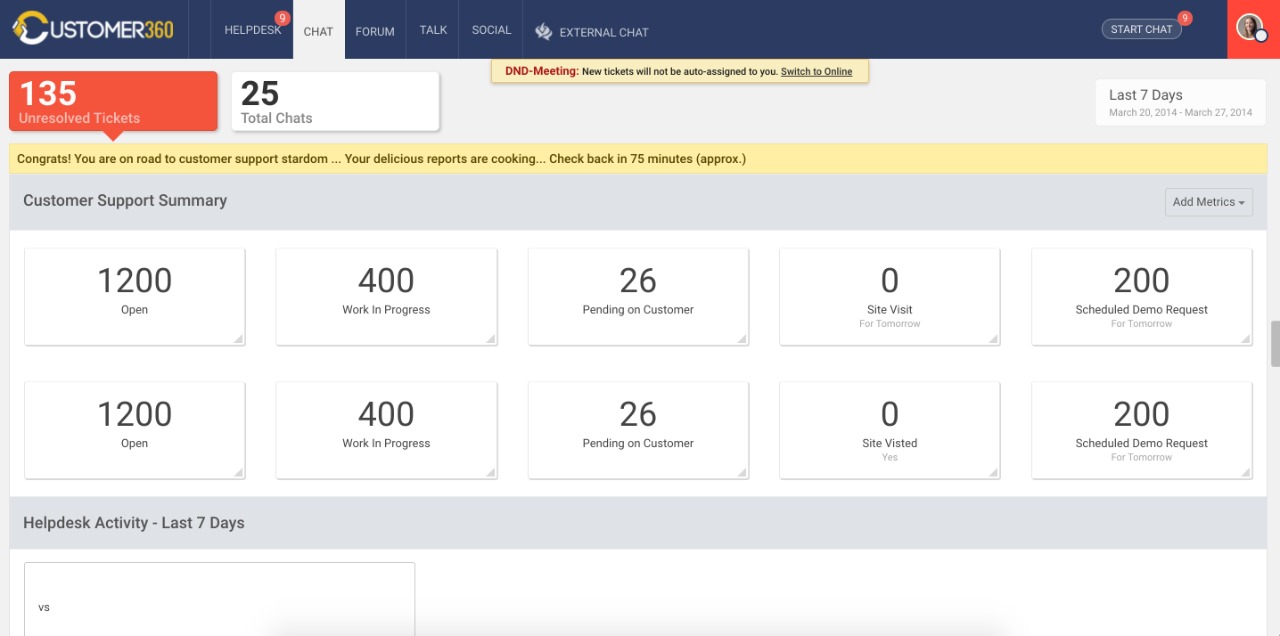 CUSTOMER360
HELPDESK
9
CHAT
FORUM
TALK
SOCIAL
EXTERNAL CHAT
START CHAT
9
DND-Meeting: New tickets will not be auto-assigned to you. Switch to Online
135
Unresolved Tickets
25
Total Chats
Last 7 Days
March 20, 2014 - March 27, 2014
Congrats! You are on road to customer support stardom ... Your delicious reports are cooking... Check back in 75 minutes (approx.)
Customer Support Summary
Add Metrics
1200
Open
400
Work In Progress
26
Pending on Customer
0
Site Visit
For Tomorrow
200
Scheduled Demo Request
For Tomorrow
1200
Open
400
Work In Progress
26
Pending on Customer
0
Site Visted
Yes
200
Scheduled Demo Request
For Tomorrow
Helpdesk Activity - Last 7 Days
vs